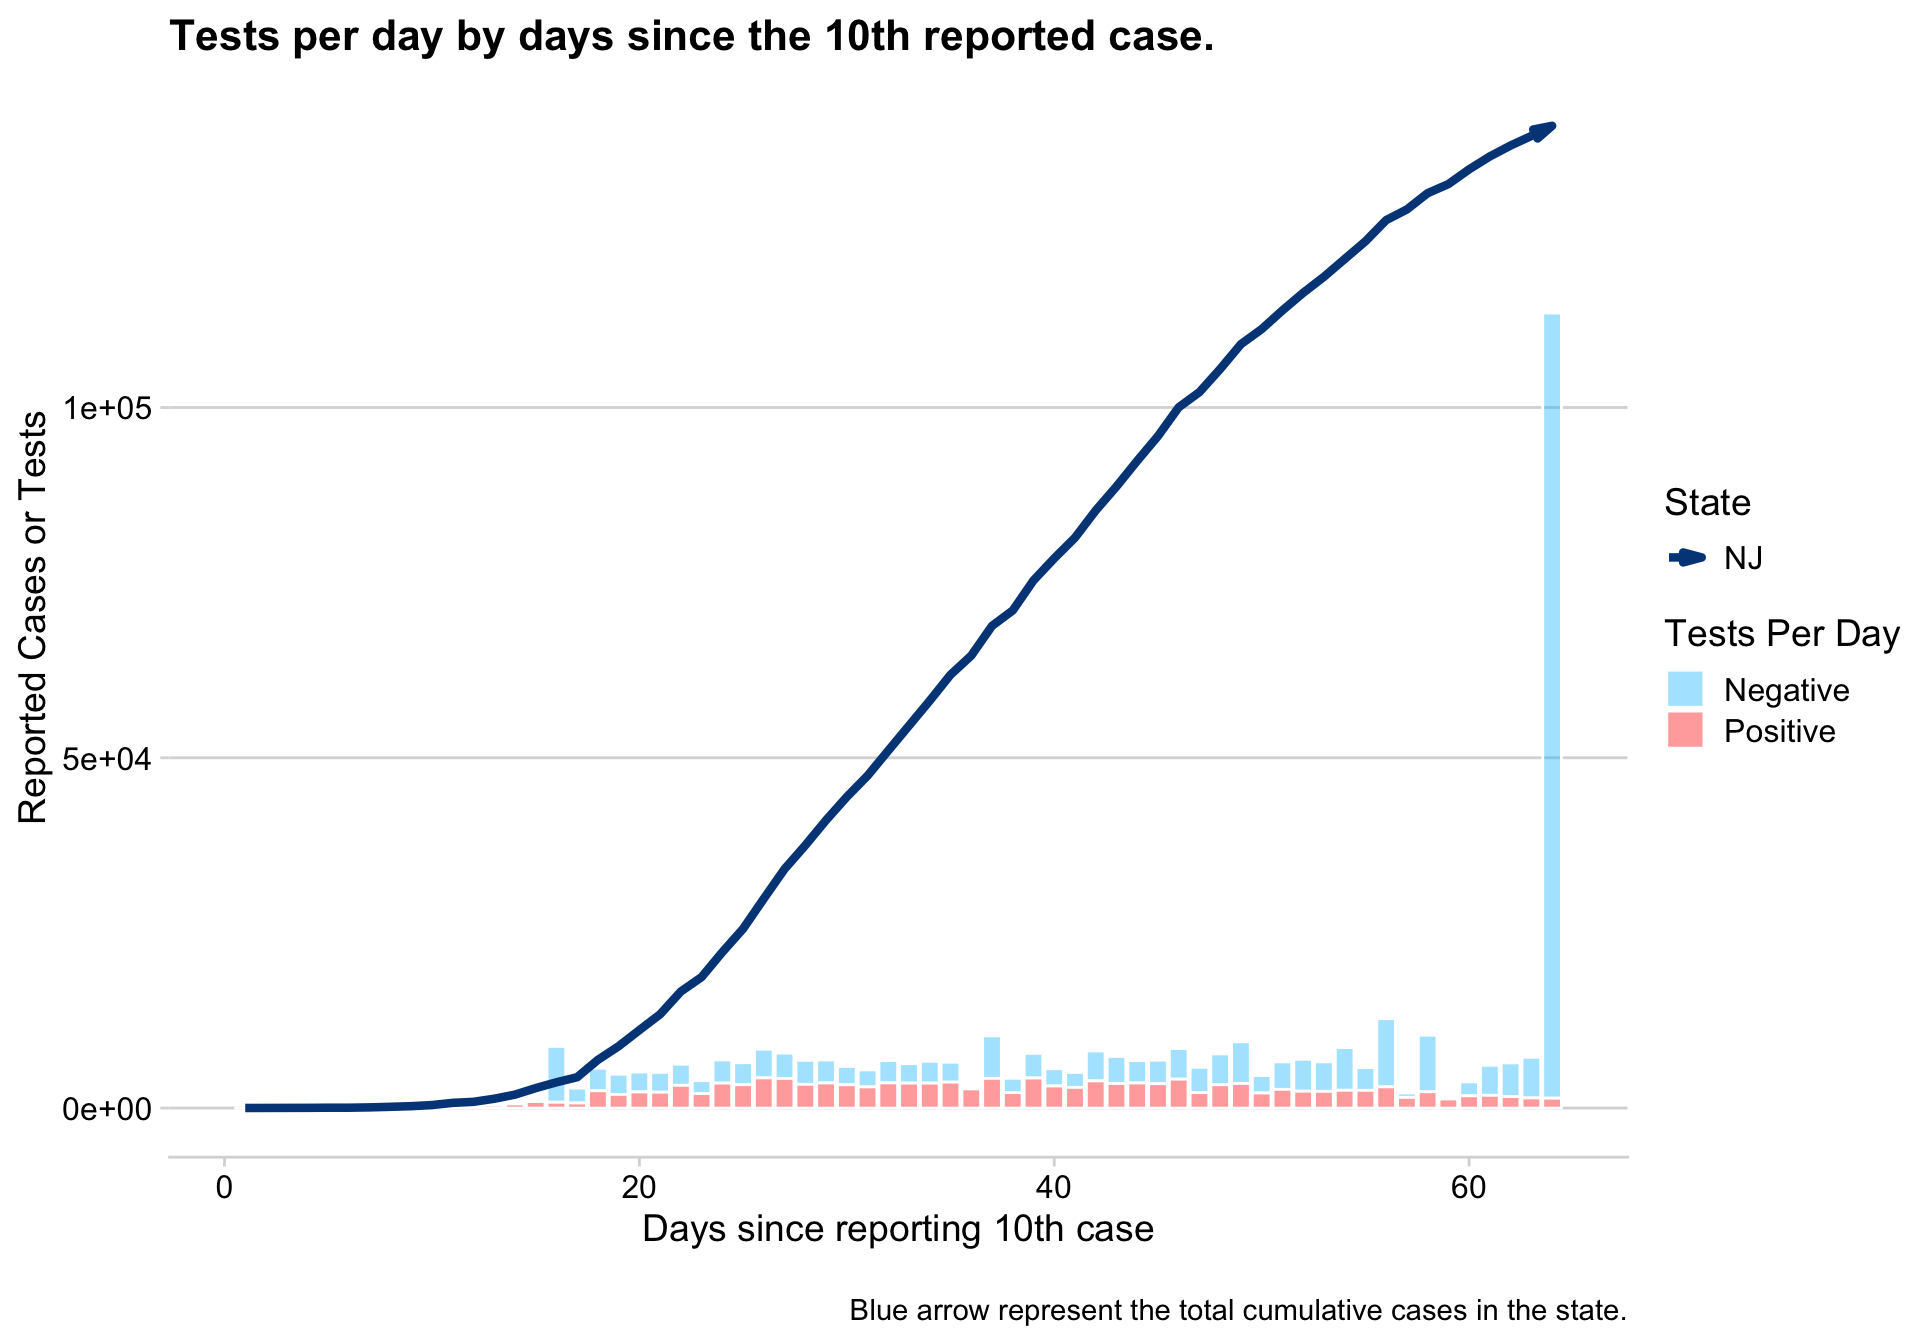 Tests per day by days since the 10th reported case.
Reported Cases or Tests
1e+05
5e+04
0e+00
0
20
40
60
Days since reporting 10th case
State
NJ
Tests Per Day
Negative
Positive
Blue arrow represent the total cumulative cases in the state.